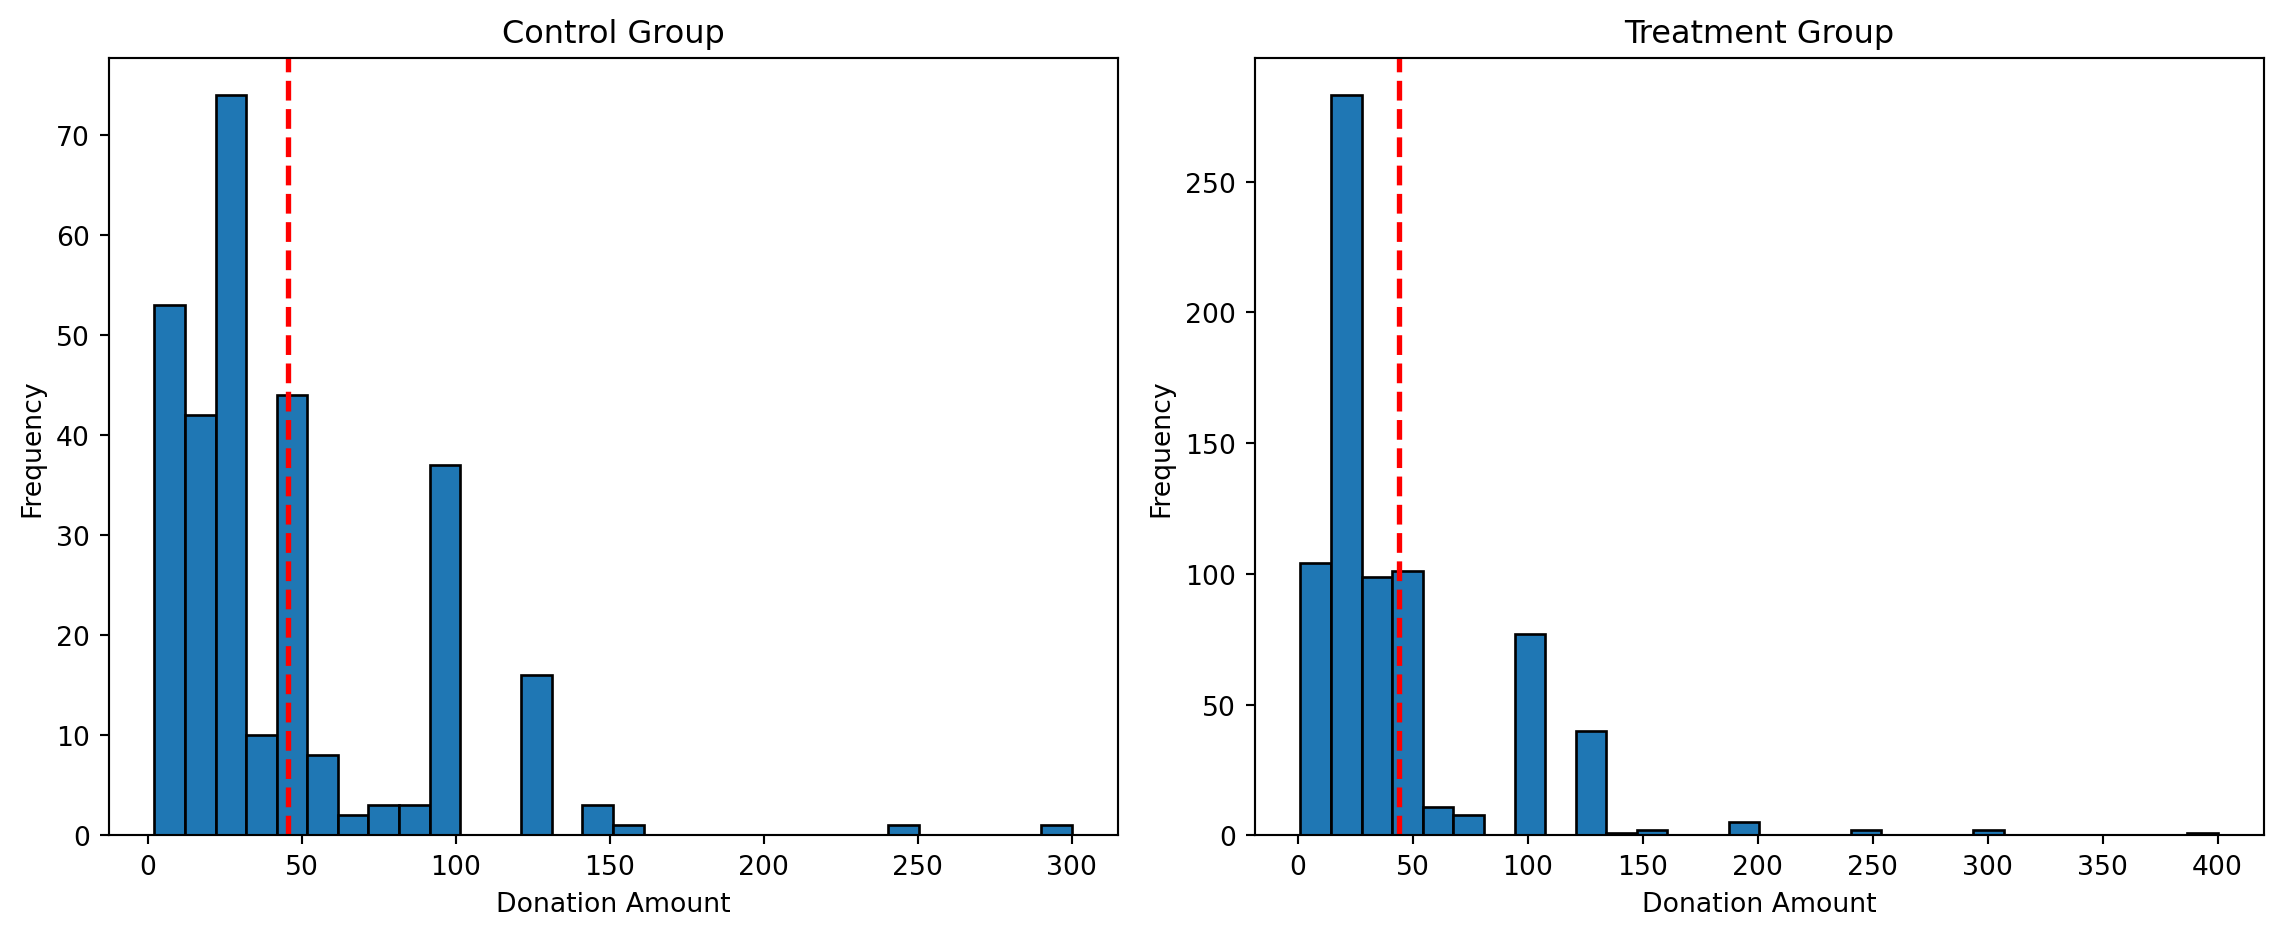 Control Group
Frequency
70
60
50
40
30
20
10
0
0 50 100 150 200 250 300
Donation Amount
Treatment Group
Frequency
250
200
150
100
50
0
0 50 100 150 200 250 300 350 400
Donation Amount